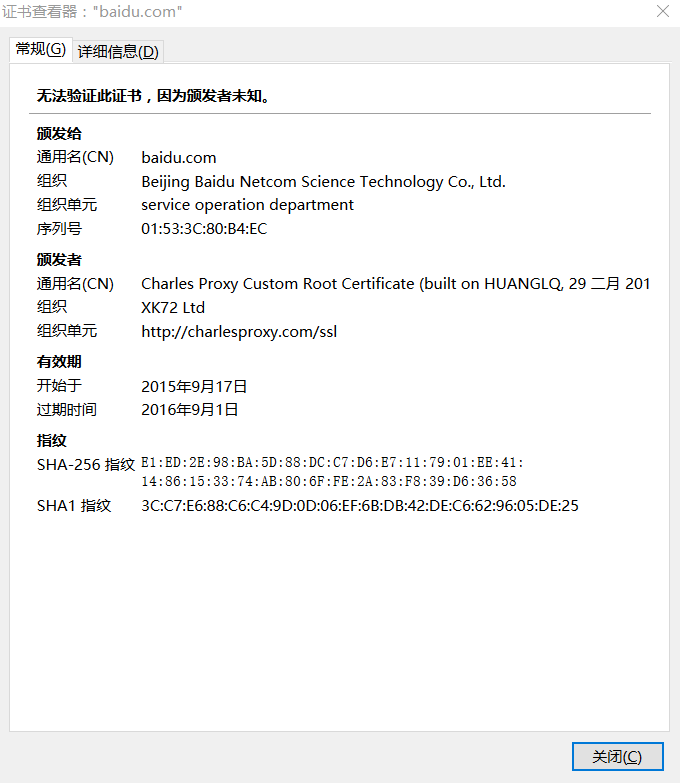 证书查看器："baidu.com"
常规(G) 详细信息(D)
无法验证此证书，因为颁发者未知。
颁发给
通用名(CN) baidu.com
组织 Beijing Baidu Netcom Science Technology Co., Ltd.
组织单元 service operation department
序列号 01:53:3C:80:B4:EC
颁发者
通用名(CN) Charles Proxy Custom Root Certificate (built on HUANGLQ, 29 二月 201
组织 XK72 Ltd
组织单元 http://charlesproxy.com/ssl
有效期
开始于 2015年9月17日
过期时间 2016年9月1日
指纹
SHA-256 指纹 E1:ED:2E:98:BA:5D:88:DC:C7:D6:E7:11:79:01:EE:41:
14:86:15:33:74:AB:80:6F:FE:2A:83:F8:39:D6:36:58
SHA1 指纹 3C:C7:E6:88:C6:C4:9D:0D:06:EF:6B:DB:42:DE:C6:62:96:05:DE:25
关闭(C)